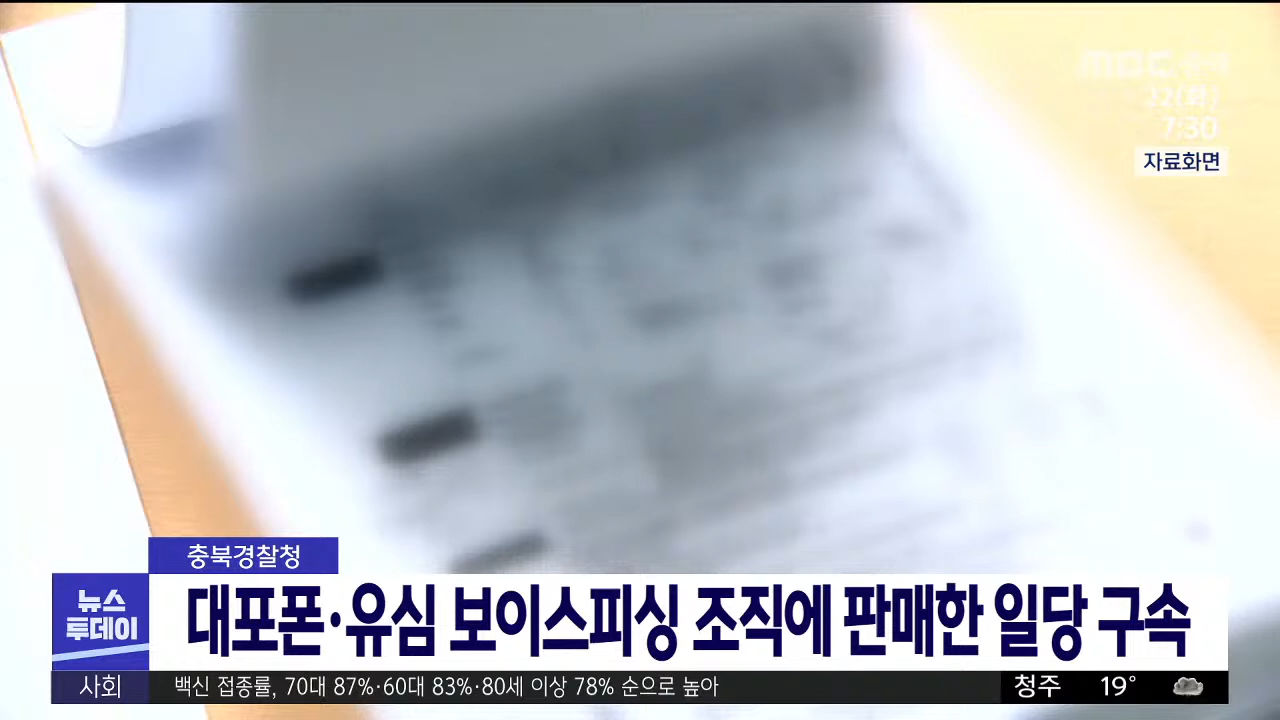 mbc 충북
22(화)
7:30
자료화면
충북경찰청
뉴스
투데이
대포폰·유심 보이스피싱 조직에 판매한 일당 구속
사회
백신 접종률, 70대 87%·60대 83%·80세 이상 78% 순으로 높아
청주 19°